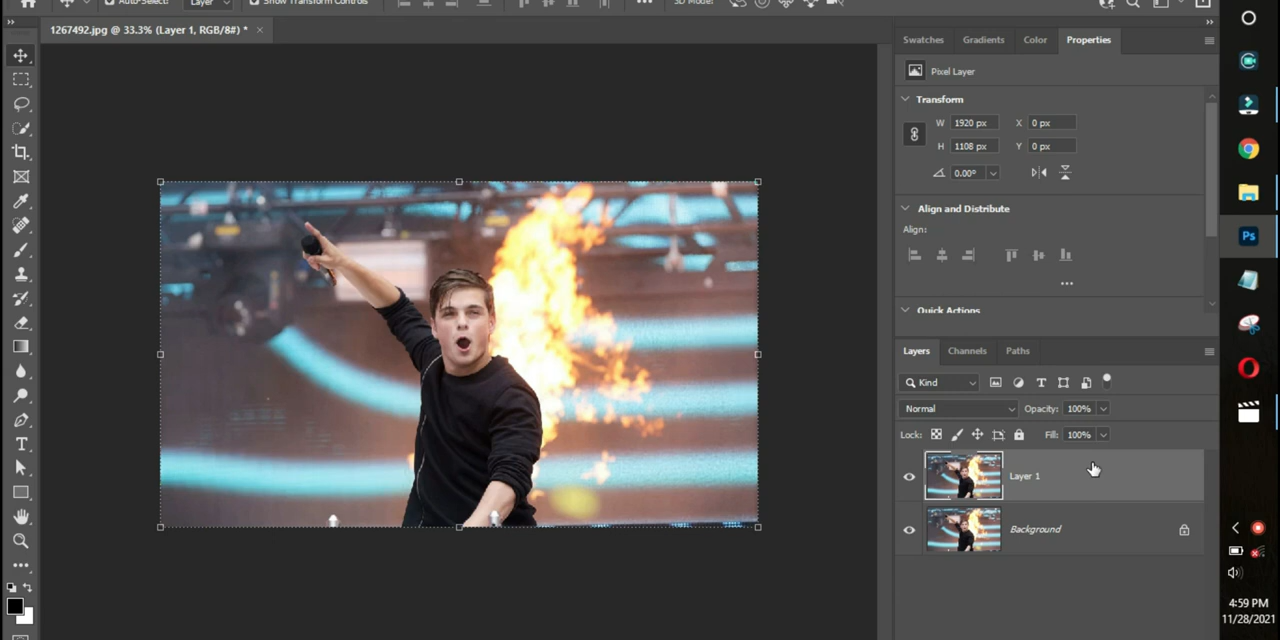 Auto-Select: Layer Show Transform Controls 3D Mode:
1267492.jpg @ 33.3% (Layer 1, RGB/8#) * ×
Swatches Gradients Color Properties
Pixel Layer
Transform
W 1920 px X 0 px
H 1108 px Y 0 px
0.00°
Align and Distribute
Align:
Quick Actions
Layers Channels Paths
Kind
Normal Opacity: 100%
Lock: Fill: 100%
Layer 1
Background
Ps
4:59 PM
11/28/2021